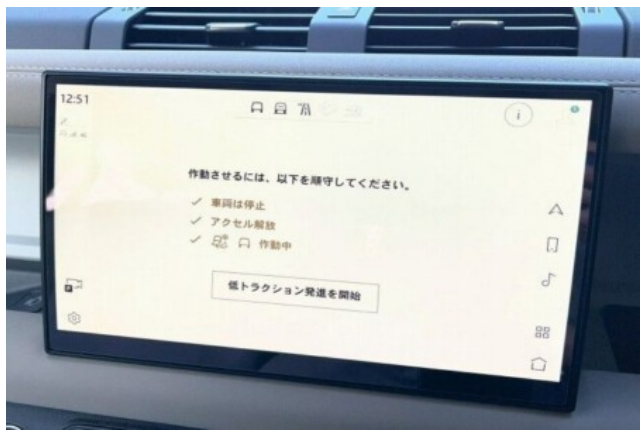 12:51
i
作動させるには、以下を順守してください。
車両は停止
アクセル解放
作動中
低トラクション発進を開始